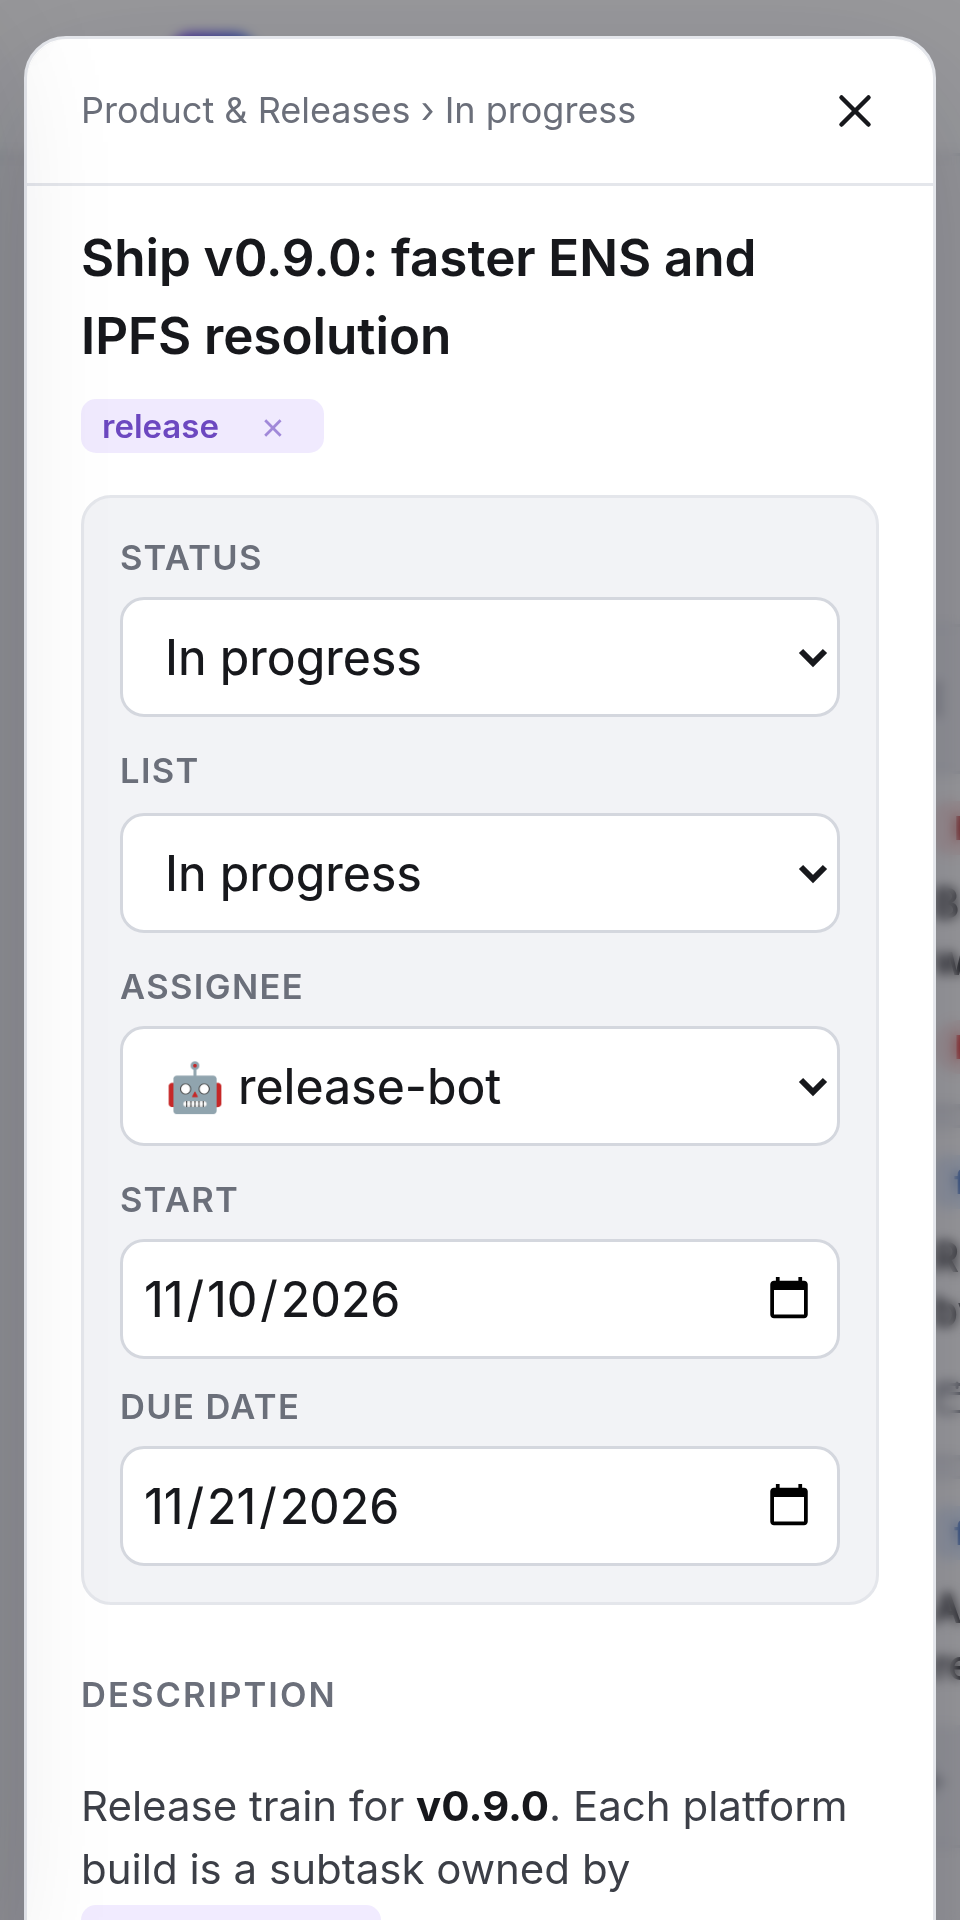 Product & Releases › In progress
Ship v0.9.0: faster ENS and
IPFS resolution
release ×
STATUS
In progress
LIST
In progress
ASSIGNEE
🤖 release-bot
START
11/10/2026
DUE DATE
11/21/2026
DESCRIPTION
Release train for v0.9.0. Each platform
build is a subtask owned by